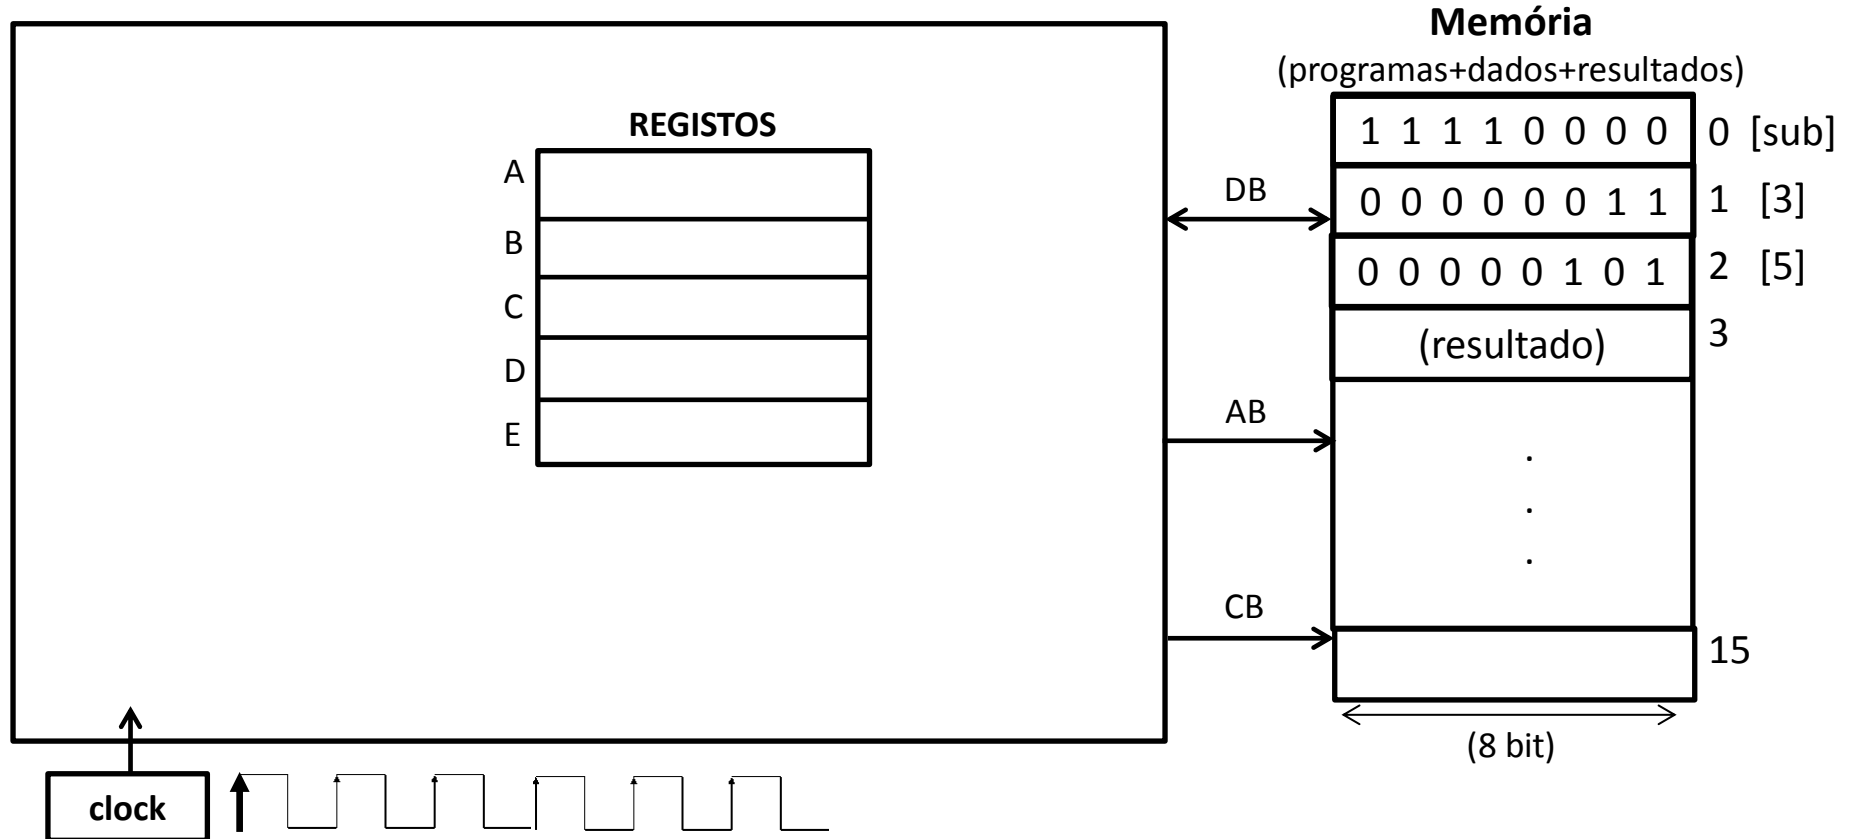 Memória
(programas+dados+resultados)
REGISTOS
A
B
C
D
E
DB
AB
CB
1 1 1 1 0 0 0 0 0 [sub]
0 0 0 0 0 0 1 1 1 [3]
0 0 0 0 0 1 0 1 2 [5]
(resultado) 3
.
.
.
15
(8 bit)
clock